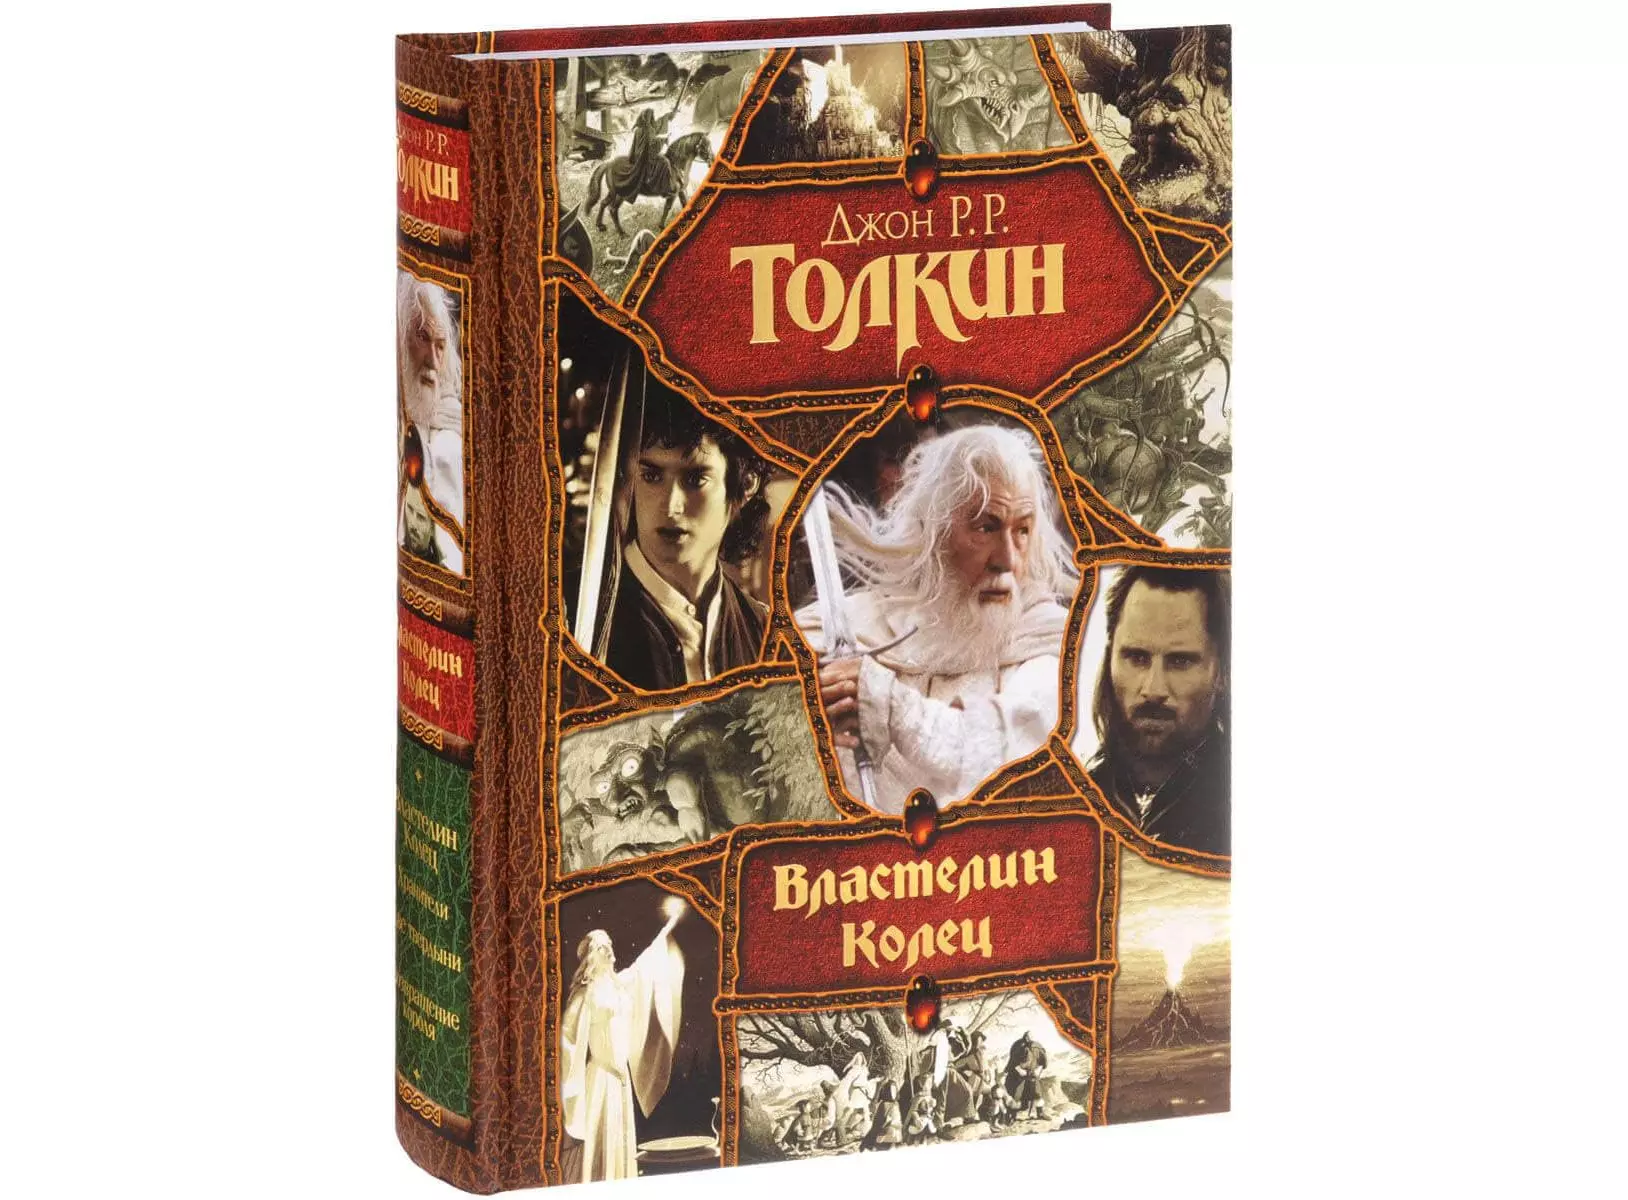 Джон Р.Р.
Толкин
Властелин
Колец
Джон Р.Р.
Толкин
Властелин
Колец
Властелин
Колец
Хранители
Две твердыни
Возвращение
короля